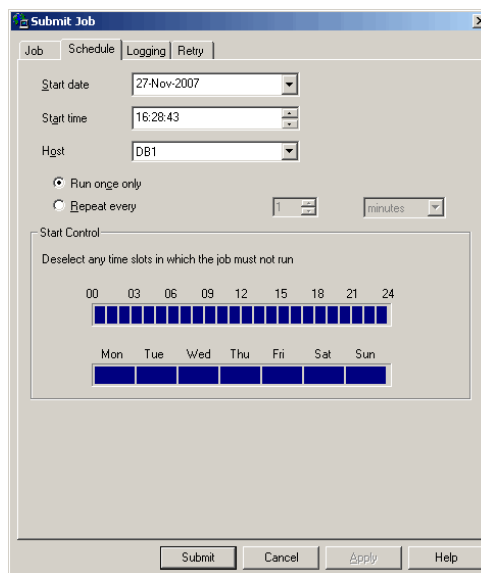 Submit Job
Job Schedule Logging Retry
Start date 27-Nov-2007
Start time 16:28:43
Host DB1
Run once only
Repeat every 1 minutes
Start Control
Deselect any time slots in which the job must not run
00 03 06 09 12 15 18 21 24
Mon Tue Wed Thu Fri Sat Sun
Submit Cancel Apply Help